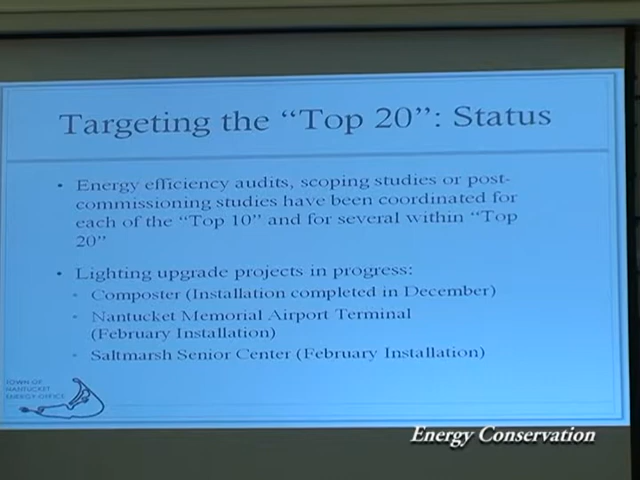 Targeting the “Top 20”: Status
• Energy efficiency audits, scoping studies or post-
commissioning studies have been coordinated for
each of the “Top 10” and for several within “Top
20”
• Lighting upgrade projects in progress:
• Composter (Installation completed in December)
• Nantucket Memorial Airport Terminal
(February Installation)
• Saltmarsh Senior Center (February Installation)
TOWN OF
NANTUCKET
ENERGY OFFICE
Energy Conservation